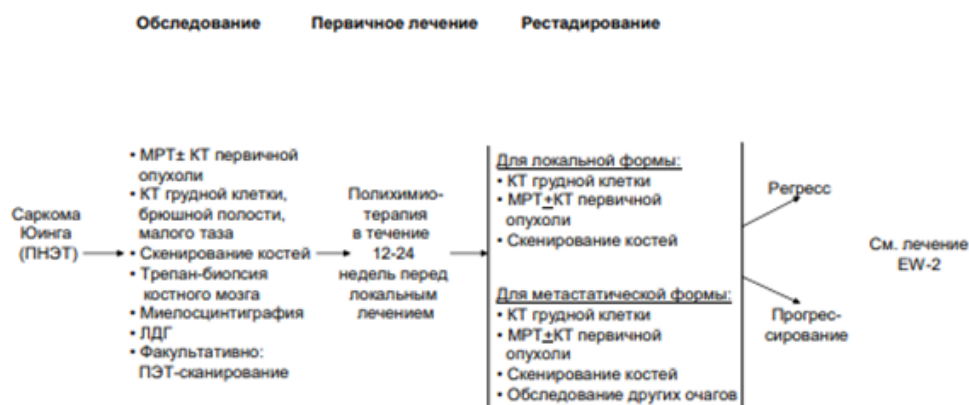 Обследование
Первичное лечение
Рестадирование
Саркома
Юинга
(ПНЭТ)
• МРТ± КТ первичной
опухоли
• КТ грудной клетки,
брюшной полости,
малого таза
• Скенирование костей
• Трепан-биопсия
костного мозга
• Миелосцинтиграфия
• ЛДГ
• Факультативно:
ПЭТ-сканирование
Полихимио-
терапия
в течение
12-24
недель перед
локальным
лечением
Для локальной формы:
• КТ грудной клетки
• МРТ±КТ первичной
опухоли
• Скенирование костей
Для метастатической формы:
• КТ грудной клетки
• МРТ±КТ первичной
опухоли
• Скенирование костей
• Обследование других очагов
Регресс
Прогрес-
сирование
См. лечение
EW-2